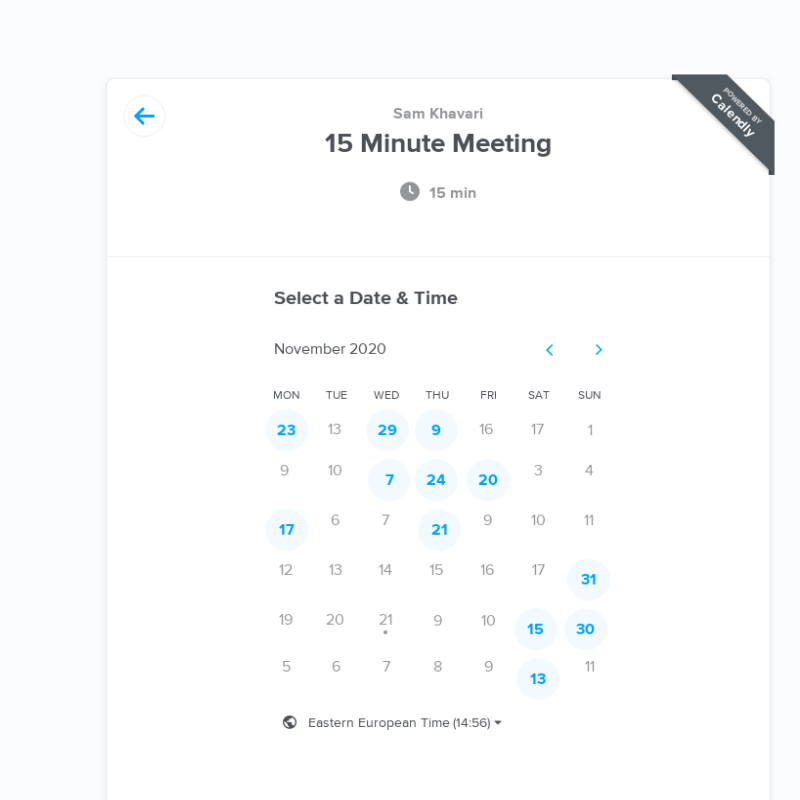 Sam Khavari
15 Minute Meeting
15 min
POWERED BY
Calendly
Select a Date & Time
November 2020
MON TUE WED THU FRI SAT SUN
23 13 29 9 16 17 1
9 10 7 24 20 3 4
17 6 7 21 9 10 11
12 13 14 15 16 17 31
19 20 21 9 10 15 30
5 6 7 8 9 13 11
Eastern European Time (14:56)